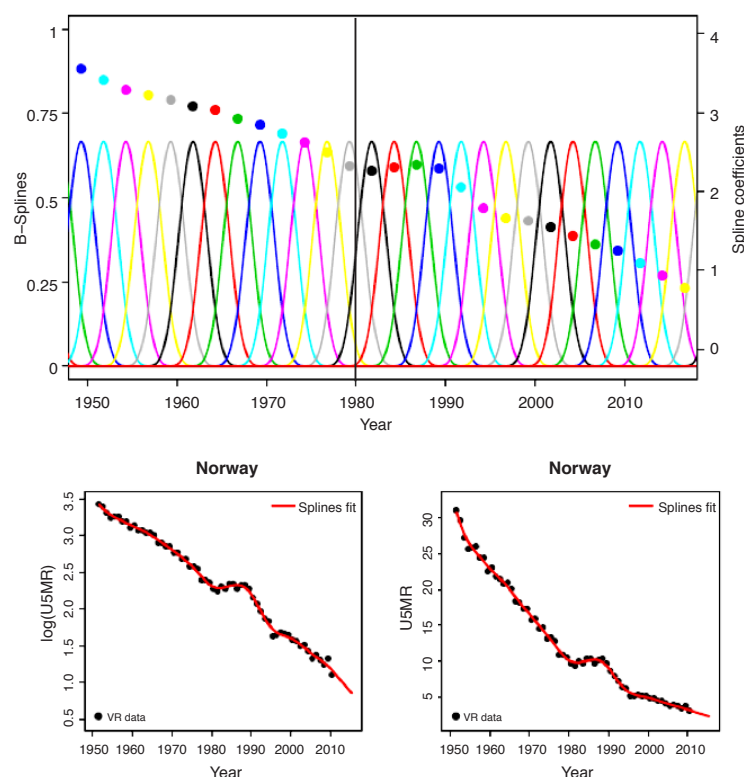 1
0.75
0.5
0.25
0
B–Splines
4
3
2
1
0
Spline coefficients
1950 1960 1970 1980 1990 2000 2010
Year
Norway
3.5
3.0
2.5
2.0
1.5
1.0
0.5
log(U5MR)
Splines fit
VR data
1950 1960 1970 1980 1990 2000 2010
Year
Norway
30
25
20
15
10
5
U5MR
Splines fit
VR data
1950 1960 1970 1980 1990 2000 2010
Year